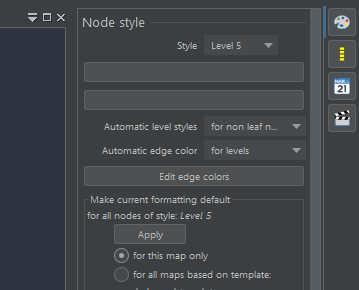 Node style
Style Level 5
Automatic level styles for non leaf n...
Automatic edge color for levels
Edit edge colors
Make current formatting default
for all nodes of style: Level 5
Apply
for this map only
for all maps based on template:
MAR
21